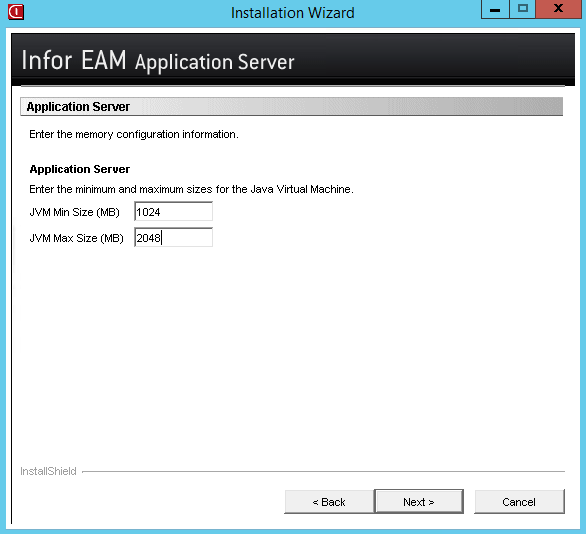 Installation Wizard
Infor EAM Application Server
Application Server
Enter the memory configuration information.
Application Server
Enter the minimum and maximum sizes for the Java Virtual Machine.
JVM Min Size (MB) 1024
JVM Max Size (MB) 2048
InstallShield
< Back Next > Cancel